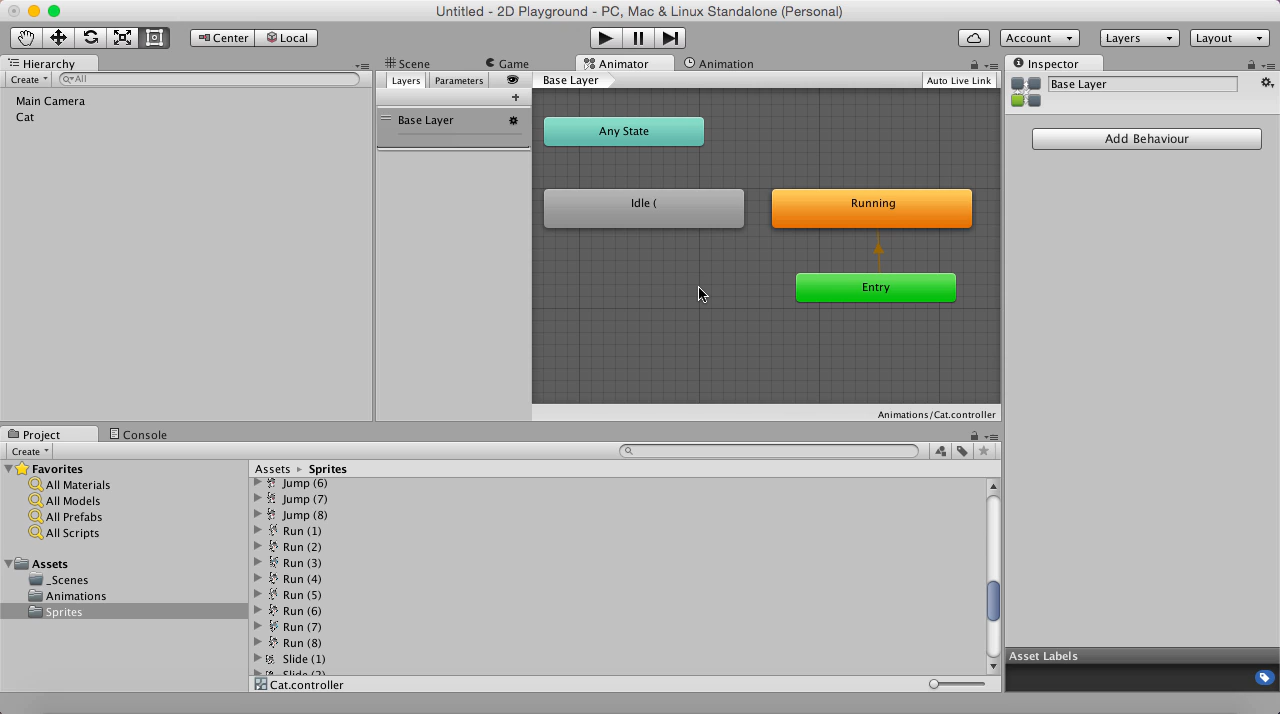 Untitled - 2D Playground - PC, Mac & Linux Standalone (Personal)
Center Local Account Layers Layout
Hierarchy
Create All
Main Camera
Cat
Scene Game Animator Animation
Layers Parameters
Base Layer
Base Layer Auto Live Link
Any State
Idle (
Running
Entry
Animations/Cat.controller
Inspector
Base Layer
Add Behaviour
Asset Labels
Project Console
Create
Favorites
All Materials
All Models
All Prefabs
All Scripts
Assets
_Scenes
Animations
Sprites
Assets ▸ Sprites
Jump (6)
Jump (7)
Jump (8)
Run (1)
Run (2)
Run (3)
Run (4)
Run (5)
Run (6)
Run (7)
Run (8)
Slide (1)
Slide (2)
Cat.controller